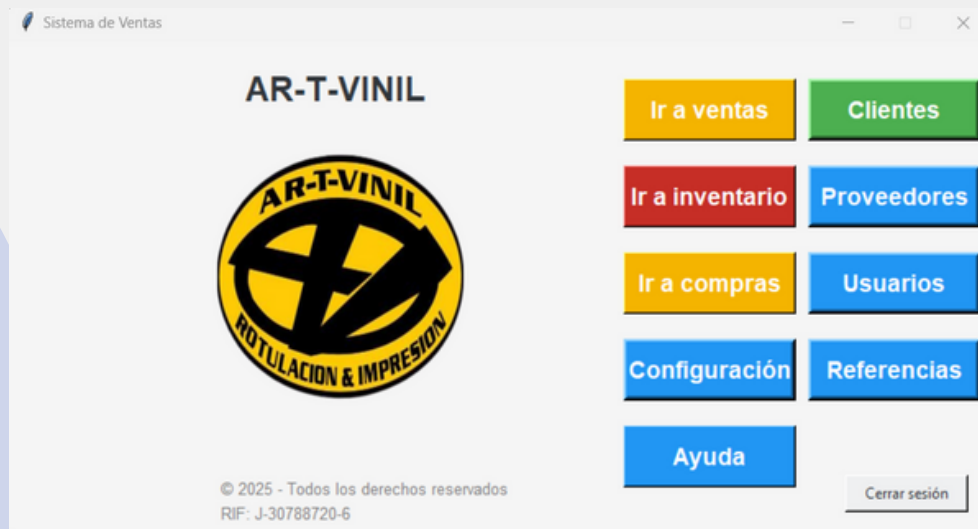 Sistema de Ventas
AR-T-VINIL
AR-T-VINIL
ROTULACION & IMPRESION
Ir a ventas
Clientes
Ir a inventario
Proveedores
Ir a compras
Usuarios
Configuración
Referencias
Ayuda
Cerrar sesión
© 2025 - Todos los derechos reservados
RIF: J-30788720-6